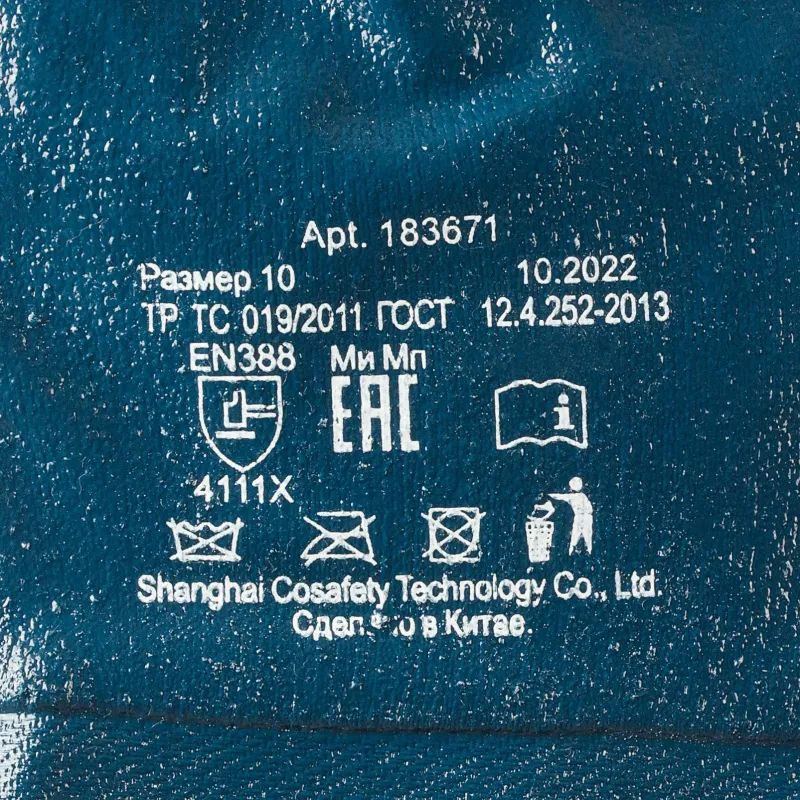 Арт. 183671
Размер 10 10.2022
ТР ТС 019/2011 ГОСТ 12.4.252-2013
EN388 Ми Мп
EAC i
4111X
Shanghai Cosafety Technology Co., Ltd.
Сделано в Китае.